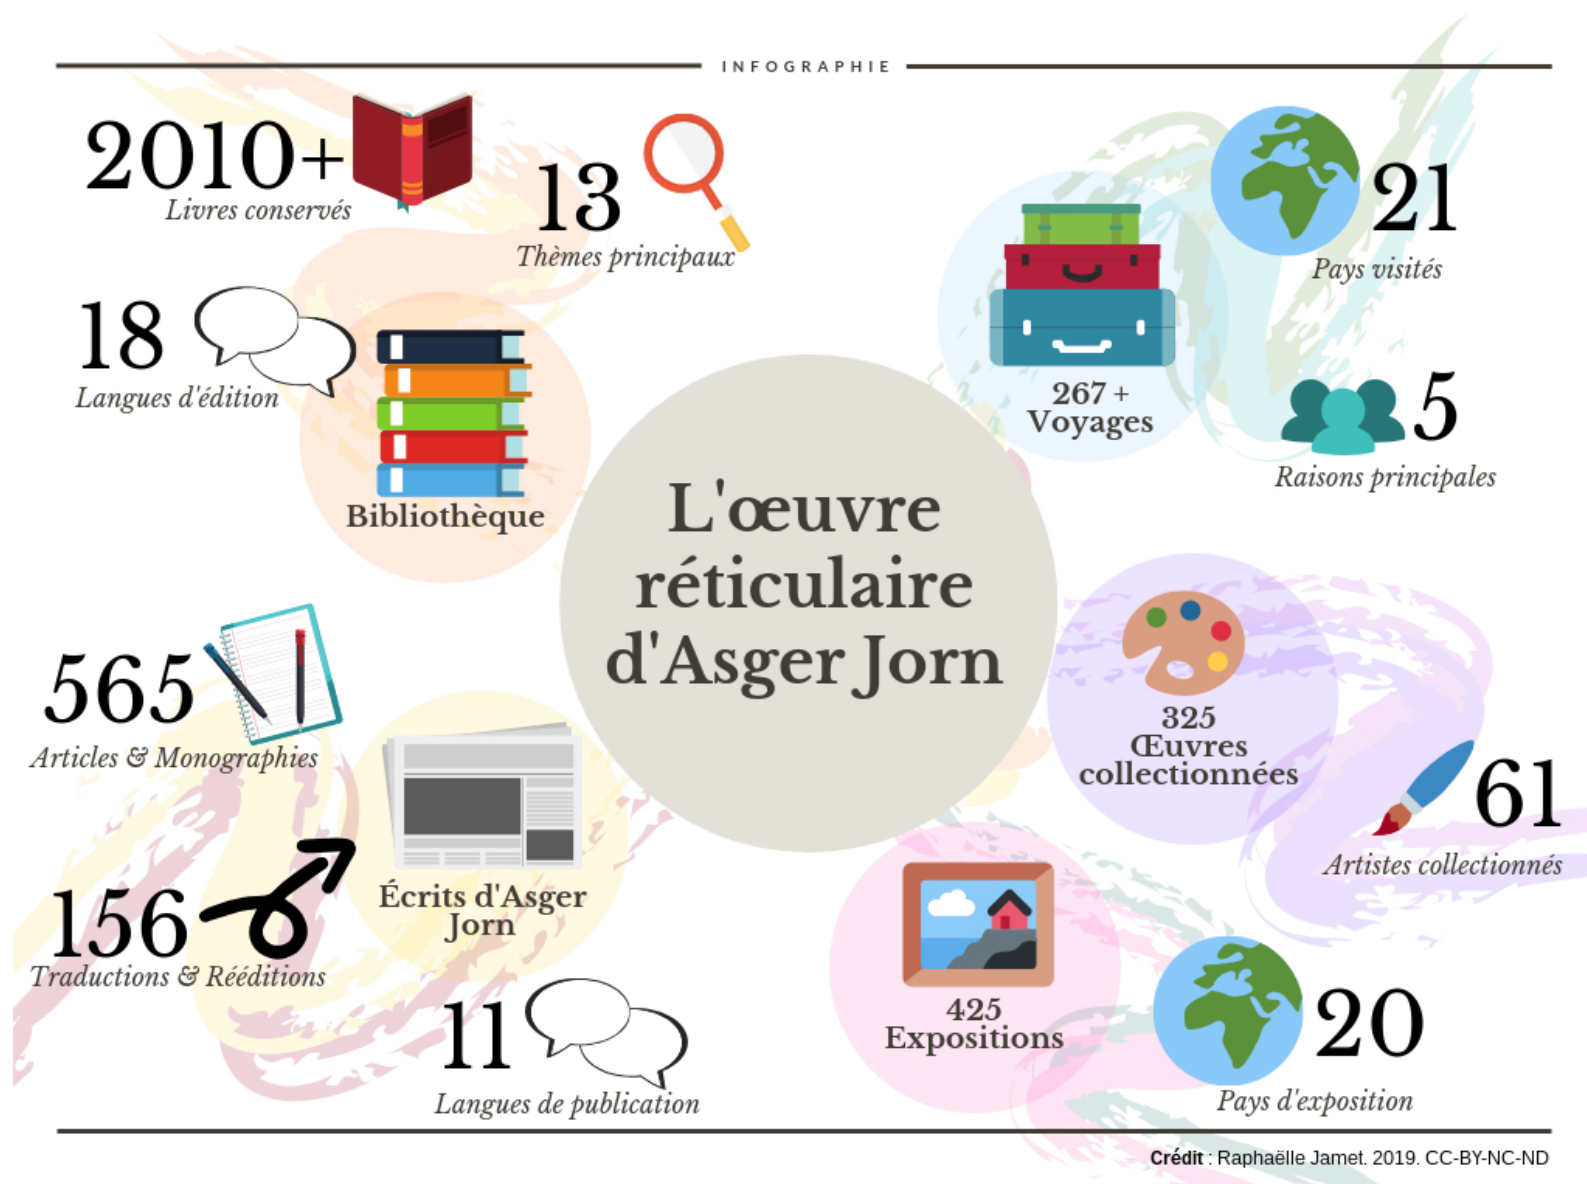 INFOGRAPHIE
2010+
Livres conservés
13
Thèmes principaux
18
Langues d'édition
Bibliothèque
21
Pays visités
267 +
Voyages
5
Raisons principales
L'œuvre
réticulaire
d'Asger Jorn
565
Articles & Monographies
156
Traductions & Rééditions
Écrits d'Asger
Jorn
11
Langues de publication
325
Œuvres
collectionnées
61
Artistes collectionnés
425
Expositions
20
Pays d'exposition
Crédit : Raphaëlle Jamet. 2019. CC-BY-NC-ND